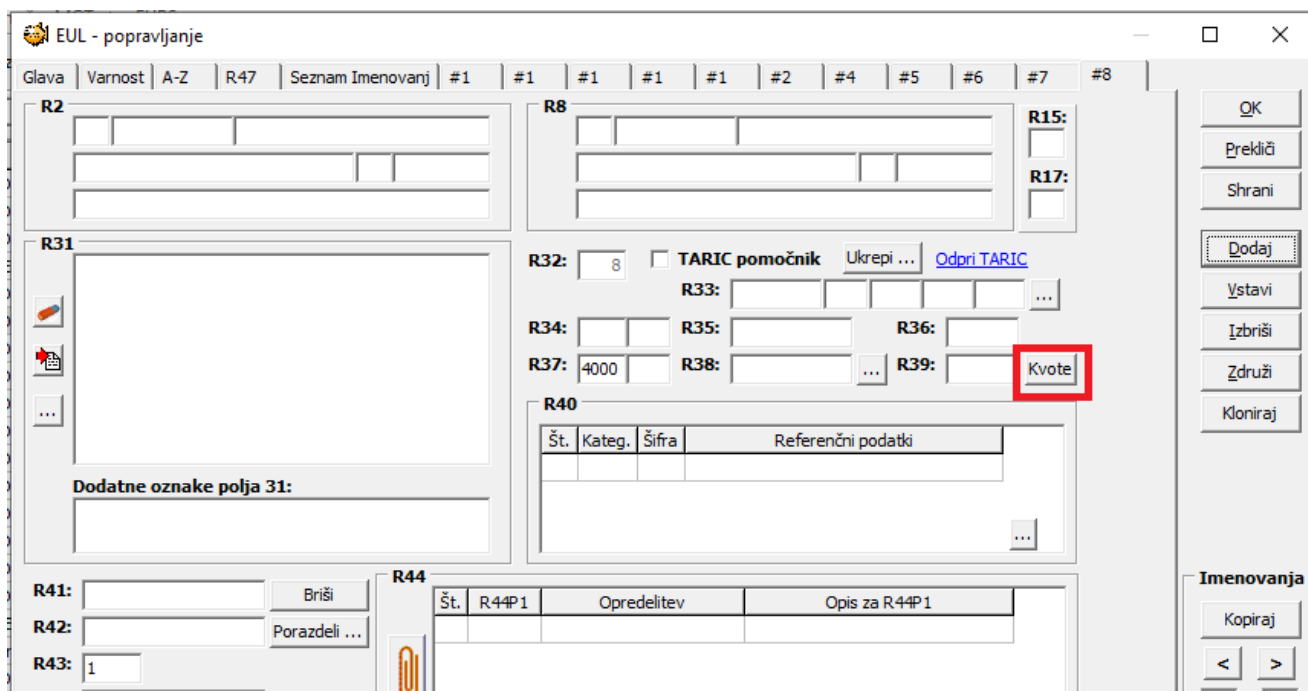 EUL - popravljanje
Glava Varnost A-Z R47 Seznam Imenovanj #1 #1 #1 #1 #1 #2 #4 #5 #6 #7 #8
R2 R8 R15:
R17:
OK
Prekliči
Shrani
R31
R32: 8 TARIC pomočnik Ukrepi ... Odpri TARIC
R33: ...
R34: R35: R36:
R37: 4000 R38: ... R39: Kvote
...
Dodaj
Vstavi
Izbriši
Združi
Kloniraj
R40
Št. Kateg. Šifra Referenčni podatki
...
Dodatne oznake polja 31:
R41: Briši
R42: Porazdeli ...
R43: 1
R44
Št. R44P1 Opredelitev Opis za R44P1
Imenovanja
Kopiraj
< >